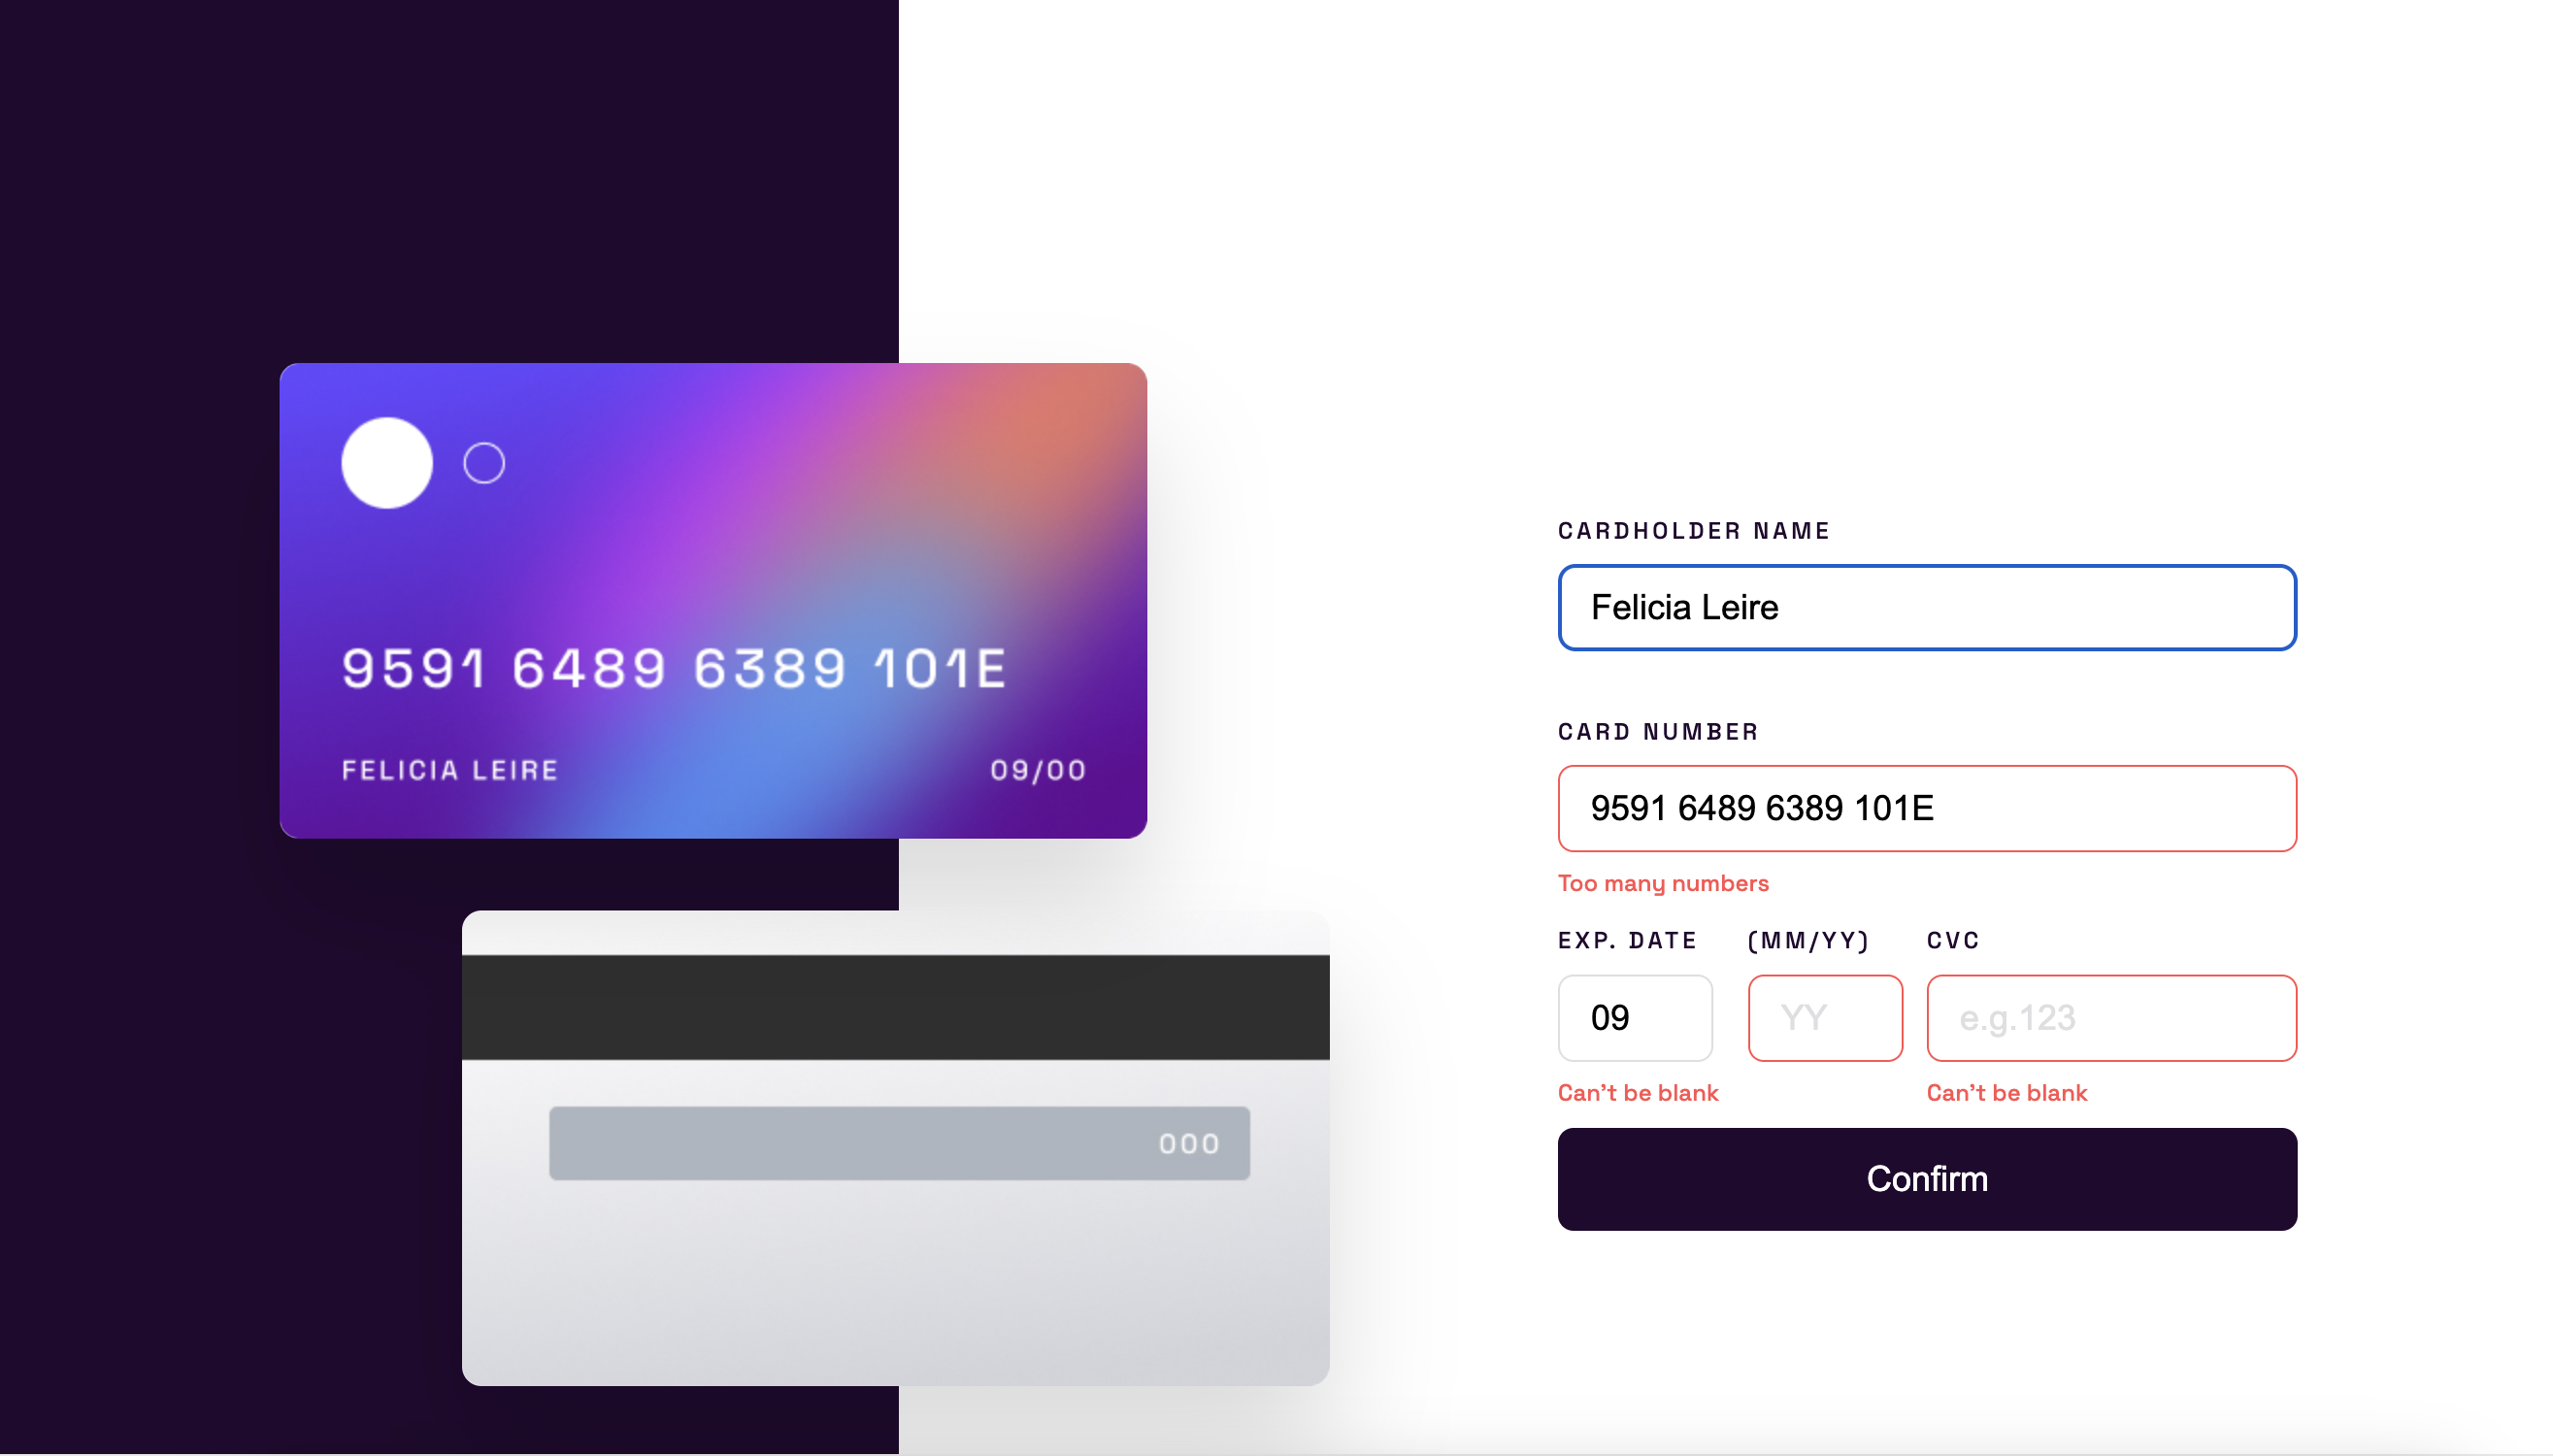 9591 6489 6389 101E
FELICIA LEIRE 09/00
000
CARDHOLDER NAME
Felicia Leire
CARD NUMBER
9591 6489 6389 101E
Too many numbers
EXP. DATE (MM/YY) CVC
09 YY e.g.123
Can't be blank Can't be blank
Confirm